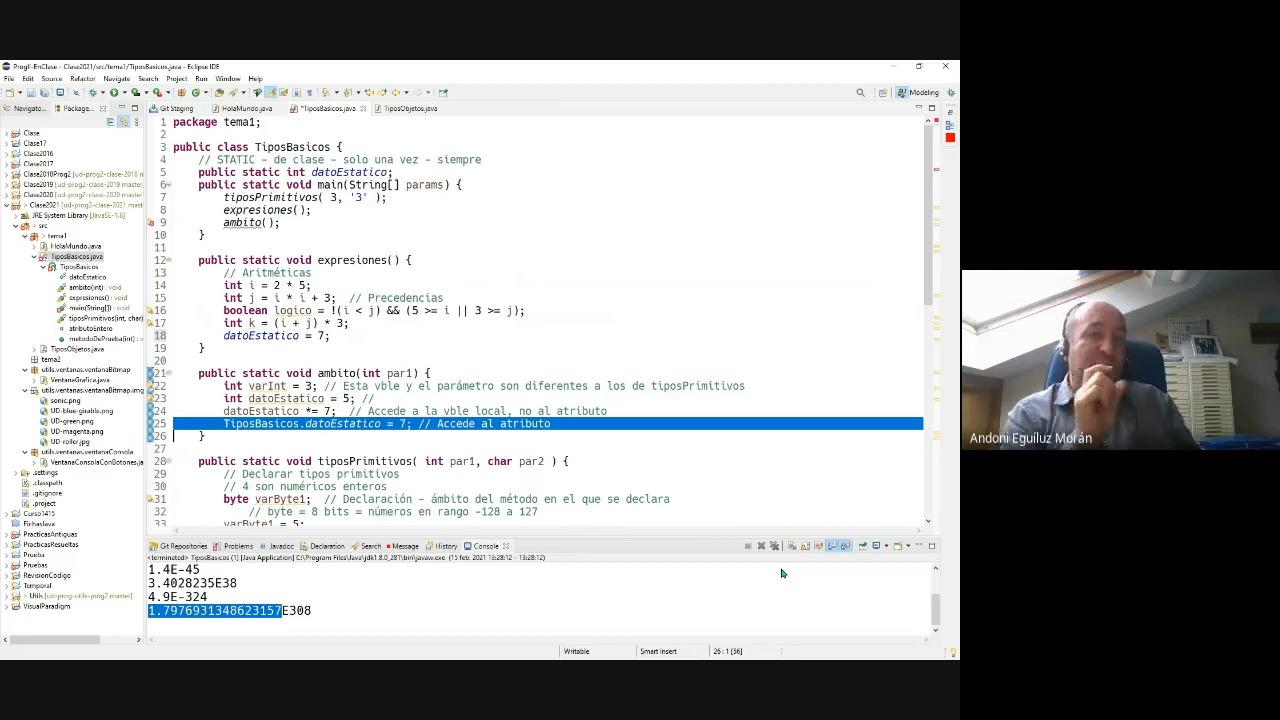 ProgII-EnClase - Clase2021/src/tema1/TiposBasicos.java - Eclipse IDE
File Edit Source Refactor Navigate Search Project Run Window Help
Modeling
Navigato...
Package...
Git Staging
HolaMundo.java
*TiposBasicos.java
TiposObjetos.java
Clase
Clase17
Clase2016
Clase2017
Clase2018Prog2 [ud-prog2-clase-2018 m
Clase2019 [ud-prog2-clase-2019 master]
Clase2020 [ud-prog2-clase-2020 master]
Clase2021 [ud-prog2-clase-2021 mast
JRE System Library [JavaSE-1.8]
src
tema1
HolaMundo.java
TiposBasicos.java
TiposBasicos
datoEstatico
ambito(int) : void
expresiones() : void
main(String[]) : void
tiposPrimitivos(int, char)
atributoEntero
metodoDePrueba(int) : d
TiposObjetos.java
tema2
utils.ventanas.ventanaBitmap
VentanaGrafica.java
utils.ventanas.ventanaBitmap.img
sonic.png
UD-blue-girable.png
UD-green.png
UD-magenta.png
UD-roller.jpg
utils.ventanas.ventanaConsola
VentanaConsolaConBotones.j
.settings
.classpath
.gitignore
.project
Curso1415
FichasJava
PracticasAntiguas
PracticasResueltas
Prueba
Pruebas
RevisionCodigo
Temporal
Utils [ud-prog-utils-prog2 master]
VisualParadigm
1 package tema1;
2
3 public class TiposBasicos {
4 // STATIC - de clase - solo una vez - siempre
5 public static int datoEstatico;
6 public static void main(String[] params) {
7 tiposPrimitivos( 3, '3' );
8 expresiones();
9 ambito();
10 }
11
12 public static void expresiones() {
13 // Aritméticas
14 int i = 2 * 5;
15 int j = i * i + 3; // Precedencias
16 boolean logico = !(i < j) && (5 >= i || 3 >= j);
17 int k = (i + j) * 3;
18 datoEstatico = 7;
19 }
20
21 public static void ambito(int par1) {
22 int varInt = 3; // Esta vble y el parámetro son diferentes a los de tiposPrimitivos
23 int datoEstatico = 5; //
24 datoEstatico *= 7; // Accede a la vble local, no al atributo
25 TiposBasicos.datoEstatico = 7; // Accede al atributo
26 }
27
28 public static void tiposPrimitivos( int par1, char par2 ) {
29 // Declarar tipos primitivos
30 // 4 son numéricos enteros
31 byte varByte1; // Declaración - ámbito del método en el que se declara
32 // byte = 8 bits = números en rango -128 a 127
33 varByte1 = 5;
Git Repositories
Problems
Javadoc
Declaration
Search
Message
History
Console
<terminated> TiposBasicos (1) [Java Application] C:\Program Files\Java\jdk1.8.0_281\bin\javaw.exe (15 feb. 2021 13:28:12 – 13:28:12)
1.4E-45
3.4028235E38
4.9E-324
1.7976931348623157E308
Writable
Smart Insert
26 : 1 [56]
Andoni Eguíluz Morán